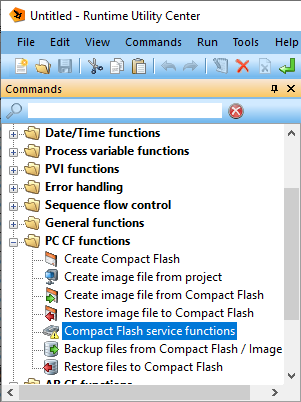 Untitled - Runtime Utility Center
File Edit View Commands Run Tools Help
Commands
Date/Time functions
Process variable functions
PVI functions
Error handling
Sequence flow control
General functions
PC CF functions
Create Compact Flash
Create image file from project
Create image file from Compact Flash
Restore image file to Compact Flash
Compact Flash service functions
Backup files from Compact Flash / Image
Restore files to Compact Flash
AR CF functions